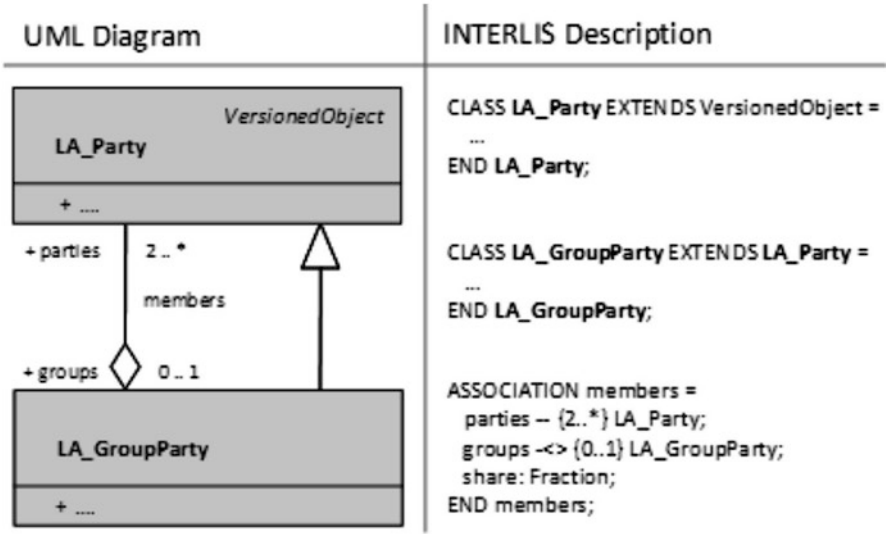 UML Diagram
VersionedObject
LA_Party
+ ....
+ parties
2 .. *
members
+ groups
0 .. 1
LA_GroupParty
+ ....
INTERLIS Description
CLASS LA_Party EXTENDS VersionedObject =
...
END LA_Party;
CLASS LA_GroupParty EXTENDS LA_Party =
...
END LA_GroupParty;
ASSOCIATION members =
parties -- {2..*} LA_Party;
groups -<> {0..1} LA_GroupParty;
share: Fraction;
END members;